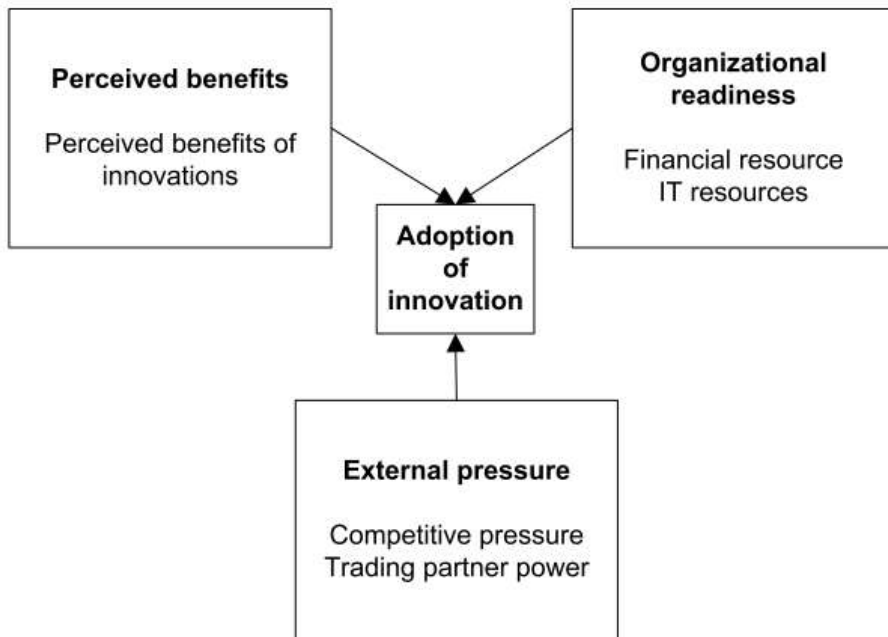 Perceived benefits
Perceived benefits of
innovations
Organizational
readiness
Financial resource
IT resources
Adoption
of
innovation
External pressure
Competitive pressure
Trading partner power